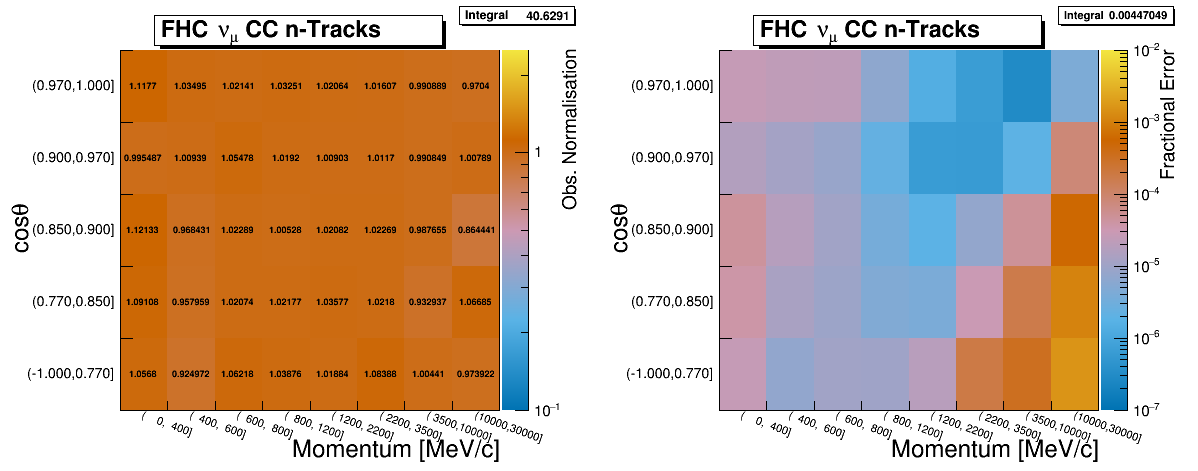 FHC νμ CC n-Tracks
Integral 40.6291
(0.970,1.000]
(0.900,0.970]
(0.850,0.900]
(0.770,0.850]
(-1.000,0.770]
cosθ
1.1177 1.03495 1.02141 1.03251 1.02064 1.01607 0.990889 0.9704
0.995487 1.00939 1.05478 1.0192 1.00903 1.0117 0.990849 1.00789
1.12133 0.968431 1.02289 1.00528 1.02082 1.02269 0.987655 0.864441
1.09108 0.957959 1.02074 1.02177 1.03577 1.0218 0.932937 1.06685
1.0568 0.924972 1.06218 1.03876 1.01884 1.08388 1.00441 0.973922
( 0, 400]
( 400, 600]
( 600, 800]
( 800, 1200]
(1200, 2200]
(2200, 3500]
(3500,10000]
(10000,30000]
Momentum [MeV/c]
1
10⁻¹
Obs. Normalisation
FHC νμ CC n-Tracks
Integral 0.00447049
(0.970,1.000]
(0.900,0.970]
(0.850,0.900]
(0.770,0.850]
(-1.000,0.770]
cosθ
( 0, 400]
( 400, 600]
( 600, 800]
( 800, 1200]
(1200, 2200]
(2200, 3500]
(3500,10000]
(10000,30000]
Momentum [MeV/c]
10⁻²
10⁻³
10⁻⁴
10⁻⁵
10⁻⁶
10⁻⁷
Fractional Error